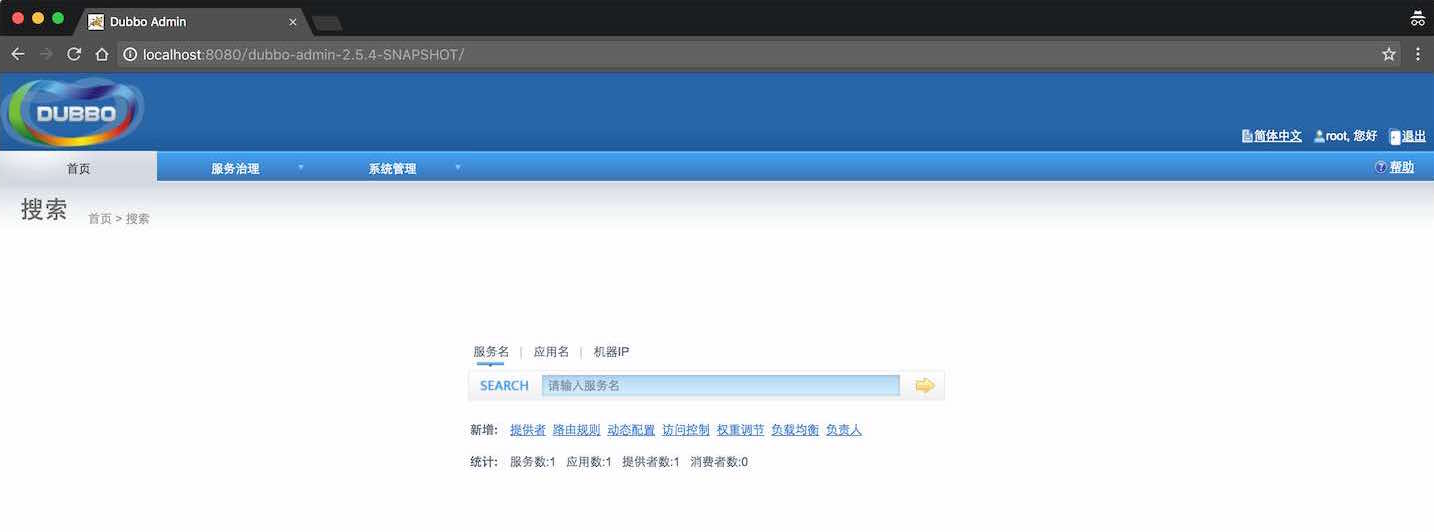 Dubbo Admin
localhost:8080/dubbo-admin-2.5.4-SNAPSHOT/
DUBBO
简体中文 root, 您好 退出
首页 服务治理 系统管理 帮助
搜索 首页 > 搜索
服务名 | 应用名 | 机器IP
SEARCH 请输入服务名
新增: 提供者 路由规则 动态配置 访问控制 权重调节 负载均衡 负责人
统计: 服务数:1 应用数:1 提供者数:1 消费者数:0